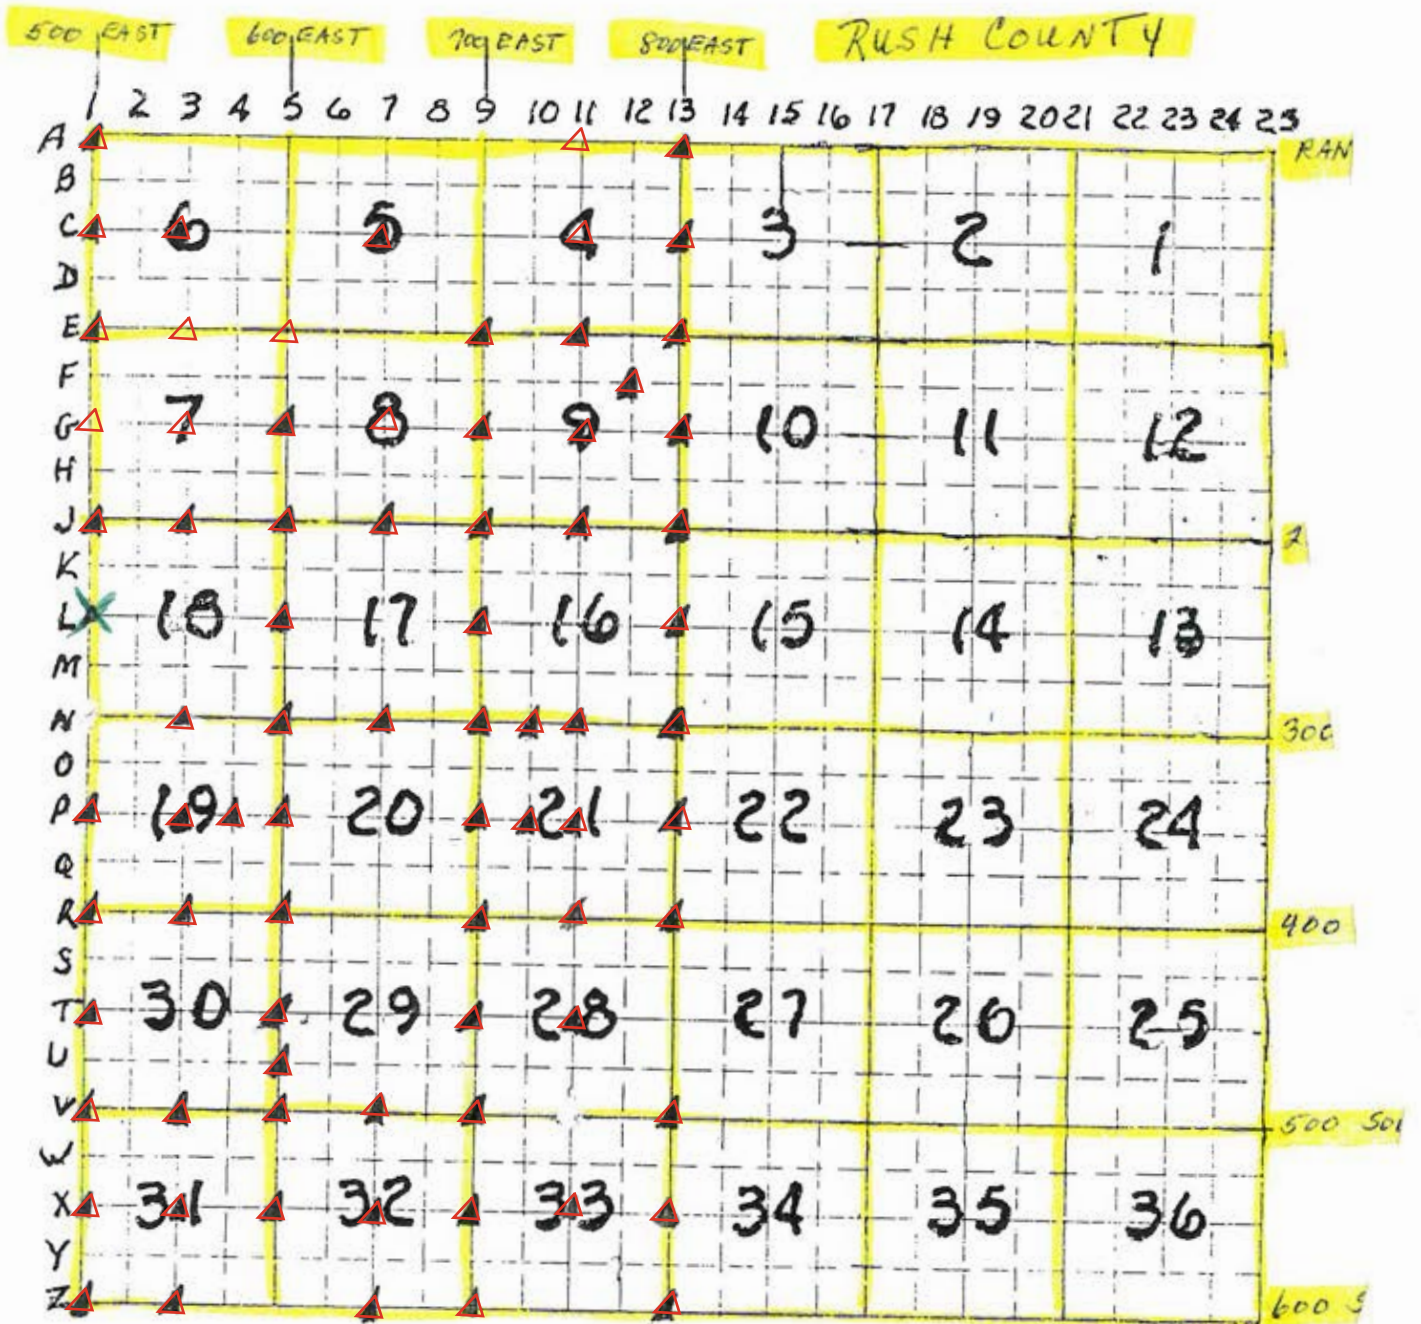 500 EAST 600 EAST 700 EAST 800 EAST RUSH COUNTY
1 2 3 4 5 6 7 8 9 10 11 12 13 14 15 16 17 18 19 20 21 22 23 24 25
A RAN
B
C 6 5 4 3 2 1
D
E
F
G 7 8 9 10 11 12
H
J 2
K
L 18 17 16 15 14 13
M
N 300
O
P 19 20 21 22 23 24
Q
R 400
S
T 30 29 28 27 26 25
U
V 500 SOU
W
X 31 32 33 34 35 36
Y
Z 600 S